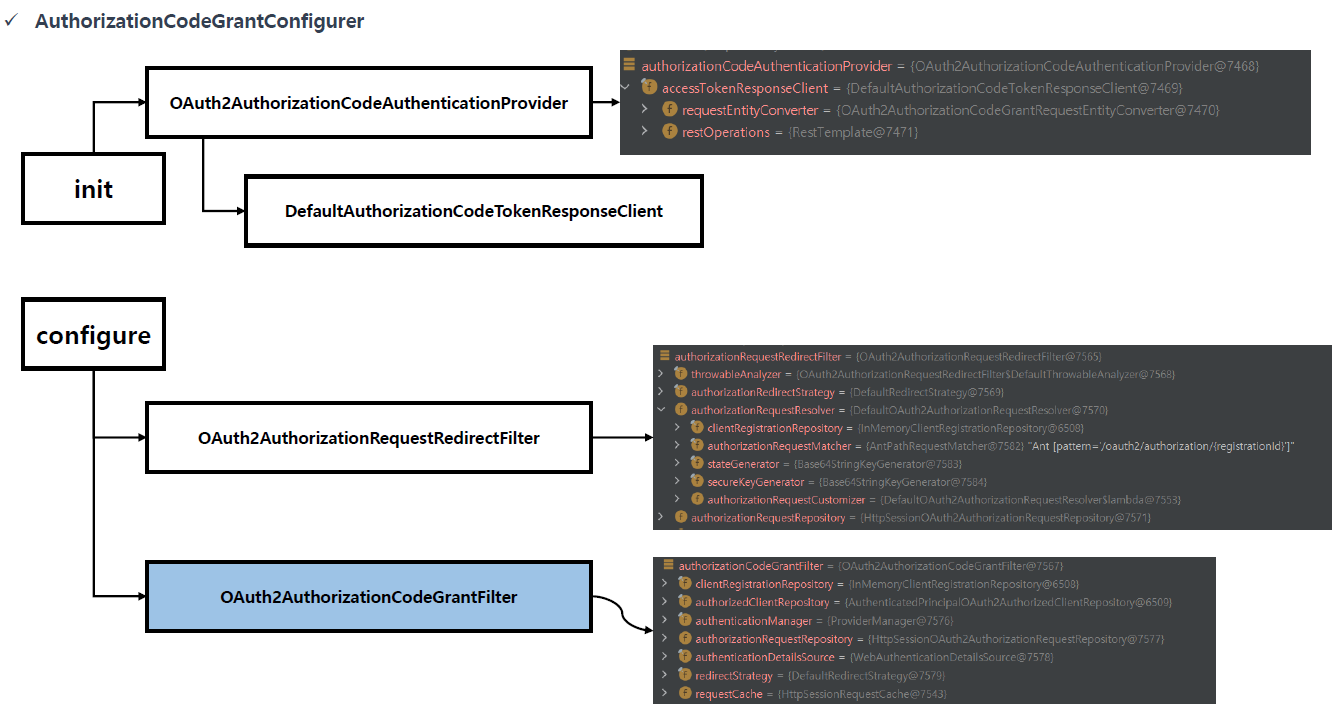 ✓ AuthorizationCodeGrantConfigurer
OAuth2AuthorizationCodeAuthenticationProvider
authorizationCodeAuthenticationProvider = {OAuth2AuthorizationCodeAuthenticationProvider@7468}
accessTokenResponseClient = {DefaultAuthorizationCodeTokenResponseClient@7469}
requestEntityConverter = {OAuth2AuthorizationCodeGrantRequestEntityConverter@7470}
restOperations = {RestTemplate@7471}
init
DefaultAuthorizationCodeTokenResponseClient
configure
OAuth2AuthorizationRequestRedirectFilter
authorizationRequestRedirectFilter = {OAuth2AuthorizationRequestRedirectFilter@7565}
throwableAnalyzer = {OAuth2AuthorizationRequestRedirectFilter$DefaultThrowableAnalyzer@7568}
authorizationRedirectStrategy = {DefaultRedirectStrategy@7569}
authorizationRequestResolver = {DefaultOAuth2AuthorizationRequestResolver@7570}
clientRegistrationRepository = {InMemoryClientRegistrationRepository@6508}
authorizationRequestMatcher = {AntPathRequestMatcher@7582} "Ant [pattern='/oauth2/authorization/{registrationId}']"
stateGenerator = {Base64StringKeyGenerator@7583}
secureKeyGenerator = {Base64StringKeyGenerator@7584}
authorizationRequestCustomizer = {DefaultOAuth2AuthorizationRequestResolver$lambda@7553}
authorizationRequestRepository = {HttpSessionOAuth2AuthorizationRequestRepository@7571}
OAuth2AuthorizationCodeGrantFilter
authorizationCodeGrantFilter = {OAuth2AuthorizationCodeGrantFilter@7567}
clientRegistrationRepository = {InMemoryClientRegistrationRepository@6508}
authorizedClientRepository = {AuthenticatedPrincipalOAuth2AuthorizedClientRepository@6509}
authenticationManager = {ProviderManager@7576}
authorizationRequestRepository = {HttpSessionOAuth2AuthorizationRequestRepository@7577}
authenticationDetailsSource = {WebAuthenticationDetailsSource@7578}
redirectStrategy = {DefaultRedirectStrategy@7579}
requestCache = {HttpSessionRequestCache@7543}